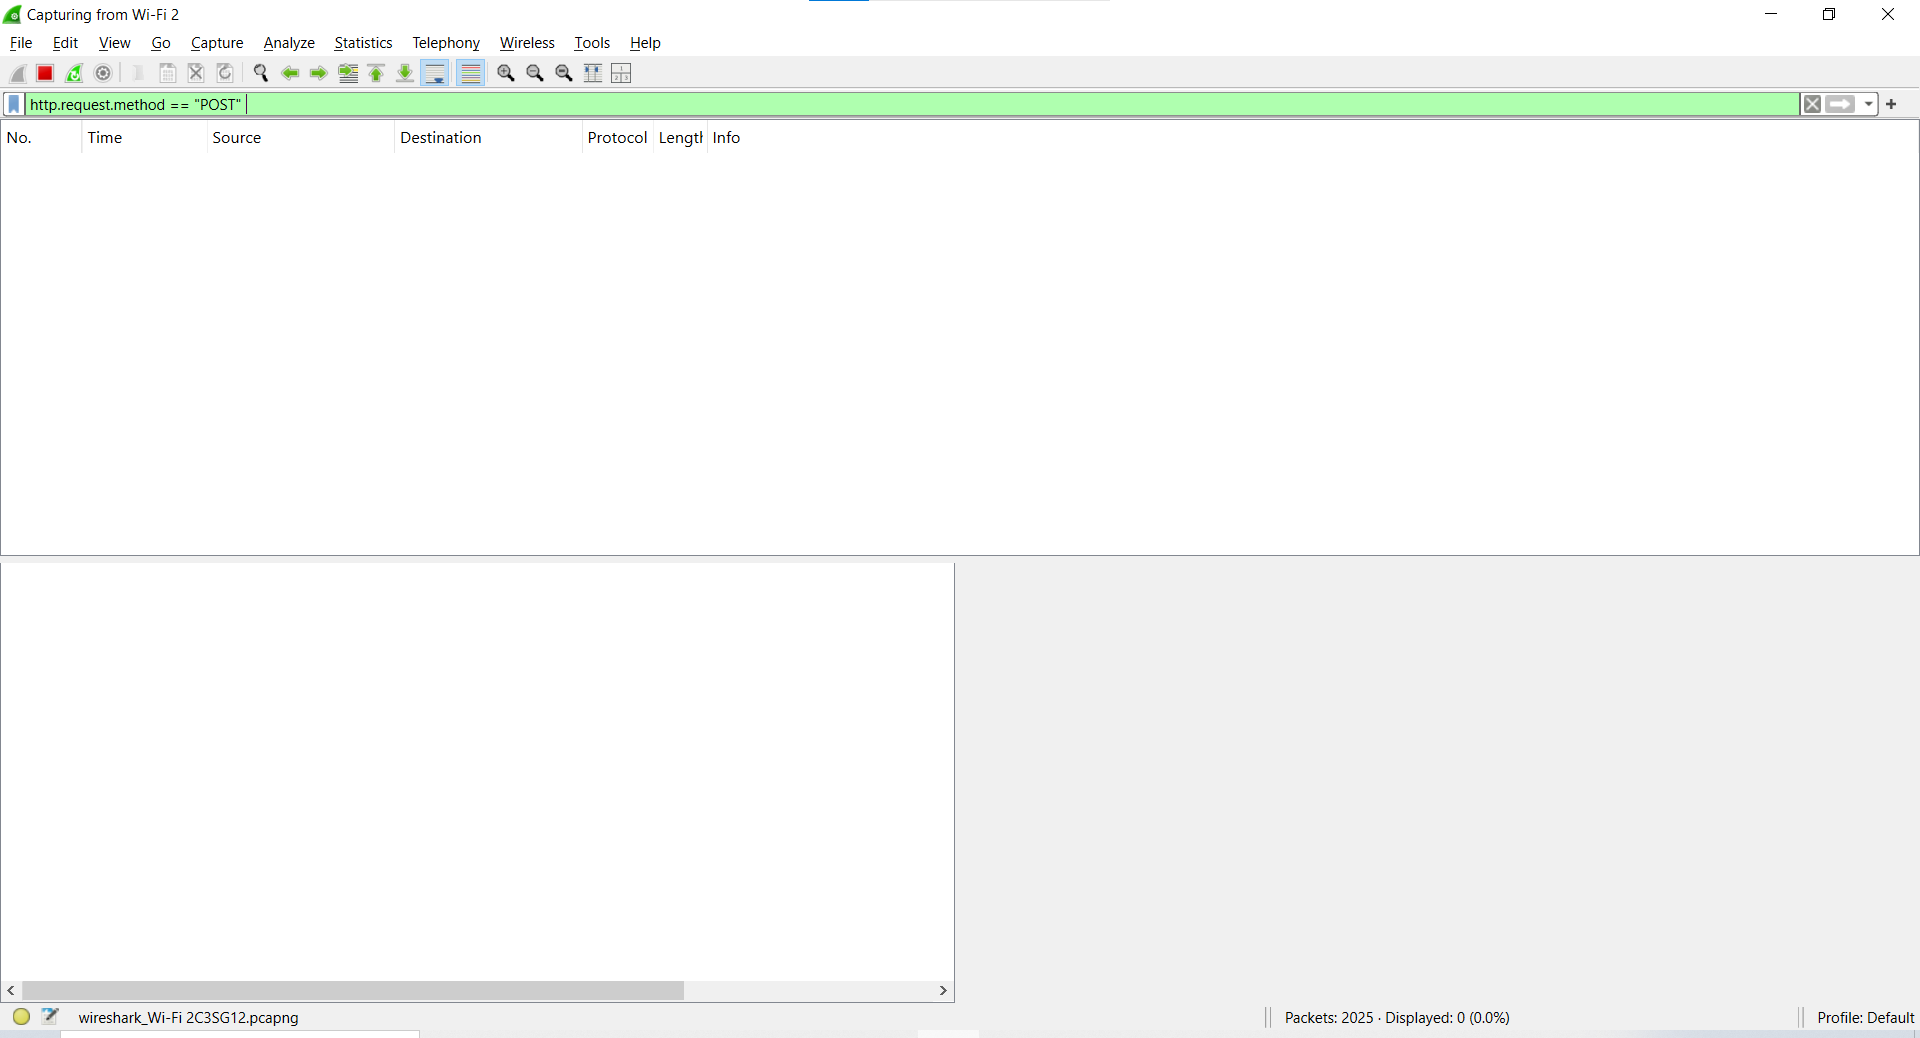 Capturing from Wi-Fi 2
File Edit View Go Capture Analyze Statistics Telephony Wireless Tools Help
http.request.method == "POST"
No. Time Source Destination Protocol Length Info
wireshark_Wi-Fi 2C3SG12.pcapng Packets: 2025 · Displayed: 0 (0.0%) Profile: Default